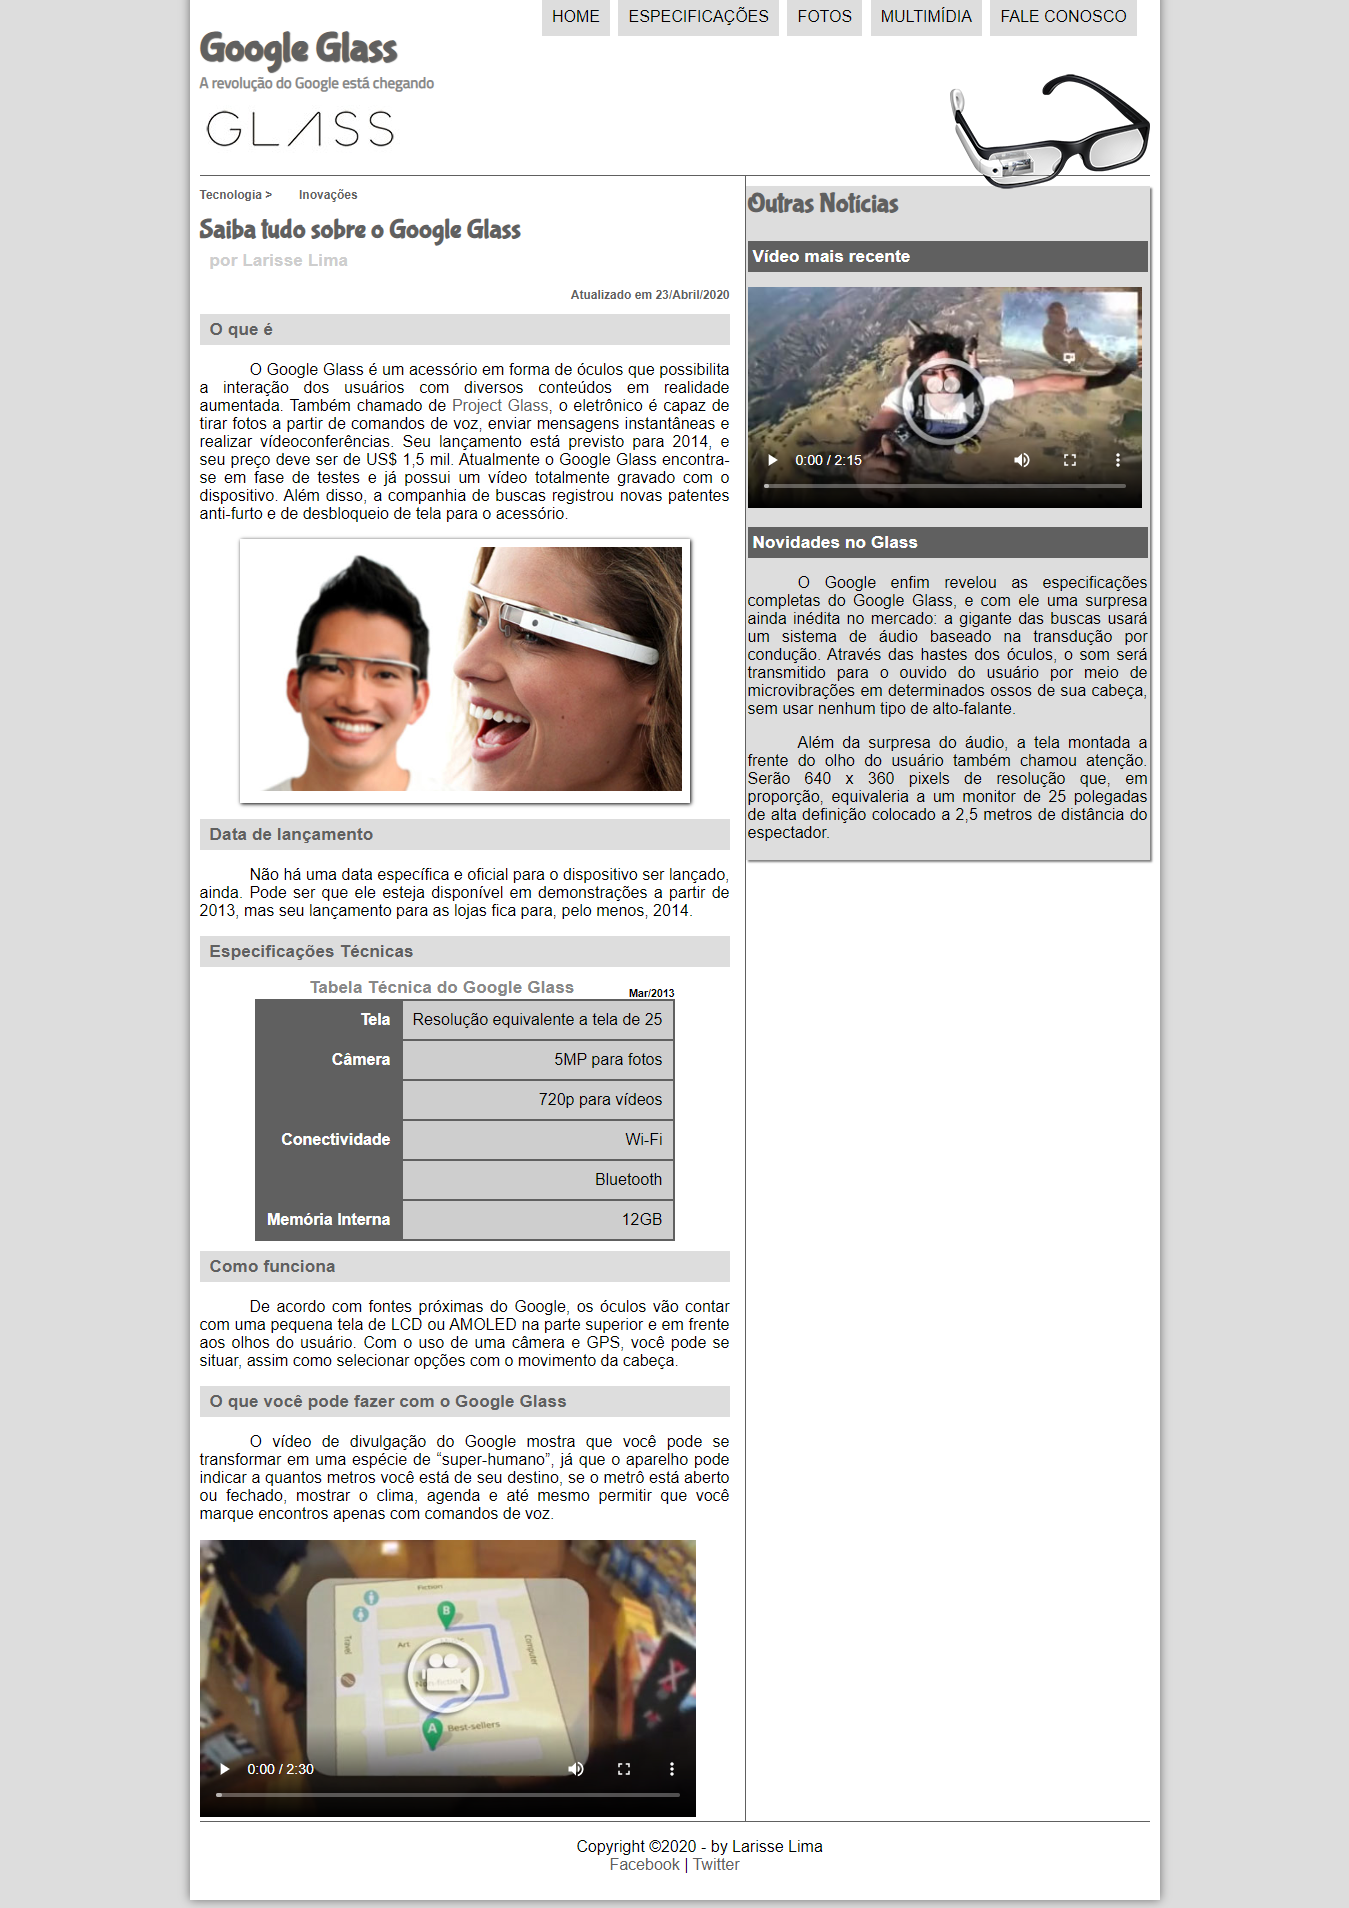 HOME ESPECIFICAÇÕES FOTOS MULTIMÍDIA FALE CONOSCO
Google Glass
A revolução do Google está chegando
GLASS
Tecnologia > Inovações
Saiba tudo sobre o Google Glass
por Larisse Lima
Atualizado em 23/Abril/2020
O que é
O Google Glass é um acessório em forma de óculos que possibilita
a interação dos usuários com diversos conteúdos em realidade
aumentada. Também chamado de Project Glass, o eletrônico é capaz de
tirar fotos a partir de comandos de voz, enviar mensagens instantâneas e
realizar vídeoconferências. Seu lançamento está previsto para 2014, e
seu preço deve ser de US$ 1,5 mil. Atualmente o Google Glass encontra-
se em fase de testes e já possui um vídeo totalmente gravado com o
dispositivo. Além disso, a companhia de buscas registrou novas patentes
anti-furto e de desbloqueio de tela para o acessório.
Data de lançamento
Não há uma data específica e oficial para o dispositivo ser lançado,
ainda. Pode ser que ele esteja disponível em demonstrações a partir de
2013, mas seu lançamento para as lojas fica para, pelo menos, 2014.
Especificações Técnicas
Tabela Técnica do Google Glass Mar/2013
Tela Resolução equivalente a tela de 25
Câmera 5MP para fotos
720p para vídeos
Conectividade Wi-Fi
Bluetooth
Memória Interna 12GB
Como funciona
De acordo com fontes próximas do Google, os óculos vão contar
com uma pequena tela de LCD ou AMOLED na parte superior e em frente
aos olhos do usuário. Com o uso de uma câmera e GPS, você pode se
situar, assim como selecionar opções com o movimento da cabeça.
O que você pode fazer com o Google Glass
O vídeo de divulgação do Google mostra que você pode se
transformar em uma espécie de “super-humano”, já que o aparelho pode
indicar a quantos metros você está de seu destino, se o metrô está aberto
ou fechado, mostrar o clima, agenda e até mesmo permitir que você
marque encontros apenas com comandos de voz.
Fiction
B
Travel
Art
Computer
A Best-sellers
0:00 / 2:30
Outras Notícias
Vídeo mais recente
0:00 / 2:15
Novidades no Glass
O Google enfim revelou as especificações
completas do Google Glass, e com ele uma surpresa
ainda inédita no mercado: a gigante das buscas usará
um sistema de áudio baseado na transdução por
condução. Através das hastes dos óculos, o som será
transmitido para o ouvido do usuário por meio de
microvibrações em determinados ossos de sua cabeça,
sem usar nenhum tipo de alto-falante.
Além da surpresa do áudio, a tela montada a
frente do olho do usuário também chamou atenção.
Serão 640 x 360 pixels de resolução que, em
proporção, equivaleria a um monitor de 25 polegadas
de alta definição colocado a 2,5 metros de distância do
espectador.
Copyright ©2020 - by Larisse Lima
Facebook | Twitter